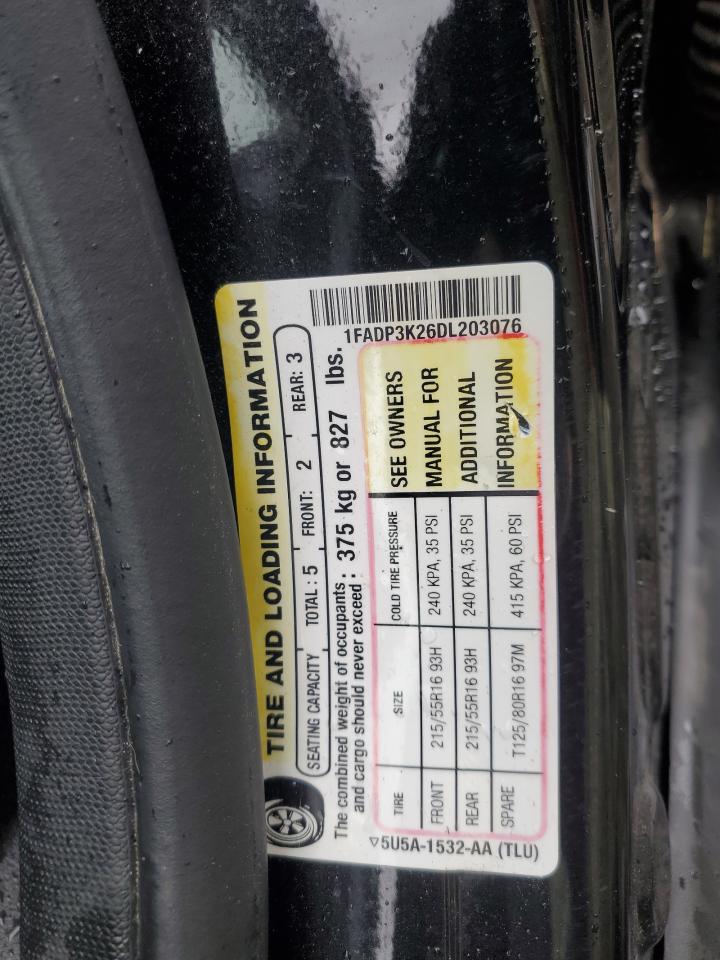 1FADP3K26DL203076
TIRE AND LOADING INFORMATION
SEATING CAPACITY TOTAL : 5 FRONT: 2 REAR: 3
The combined weight of occupants : 375 kg or 827 lbs.
and cargo should never exceed :
TIRE SIZE COLD TIRE PRESSURE SEE OWNERS
FRONT 215/55R16 93H 240 KPA, 35 PSI MANUAL FOR
REAR 215/55R16 93H 240 KPA, 35 PSI ADDITIONAL
SPARE T125/80R16 97M 415 KPA, 60 PSI INFORMATION
▽5U5A-1532-AA (TLU)